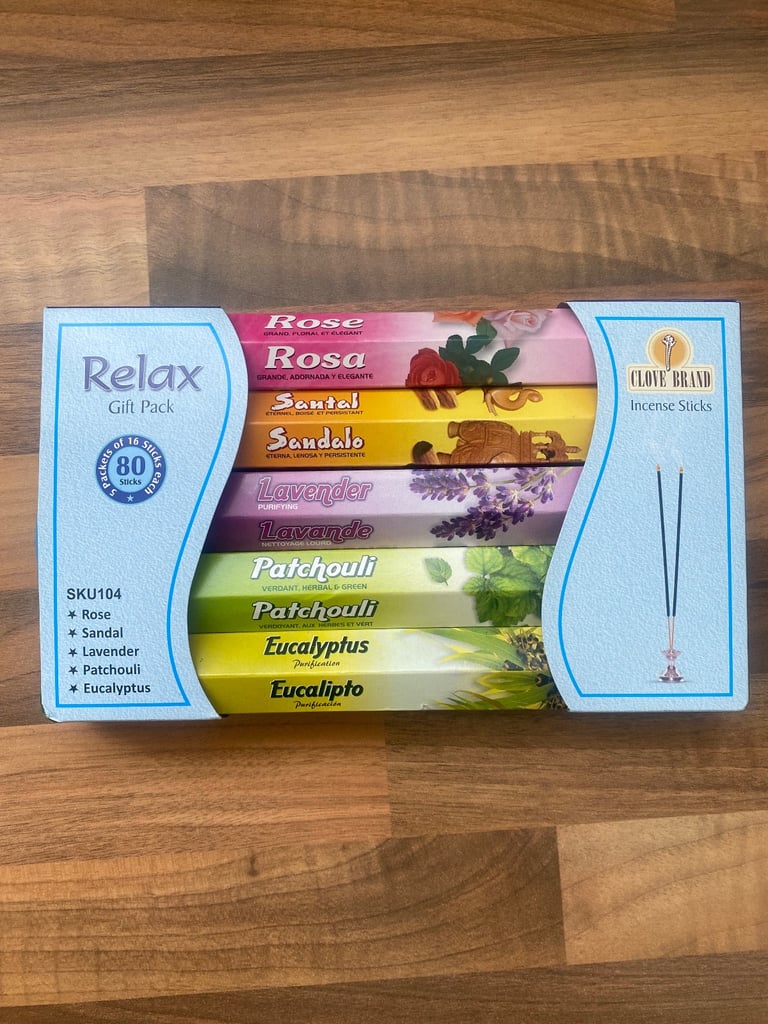 Relax
Gift Pack
5 Packets of 16 Sticks each
80
Sticks
SKU104
★ Rose
★ Sandal
★ Lavender
★ Patchouli
★ Eucalyptus
Rose
GRAND, FLORAL ET ELEGANT
Rosa
GRANDE, ADORNADA Y ELEGANTE
Santal
ETERNEL, BOISE ET PERSISTANT
Sandalo
ETERNA, LENOSA Y PERSISTENTE
Lavender
PURIFYING
Lavande
NETTOYAGE LOURD
Patchouli
VERDANT, HERBAL & GREEN
Patchouli
VERDOYANT, AUX HERBES ET VERT
Eucalyptus
Purification
Eucalipto
Purificación
CLOVE BRAND
Incense Sticks